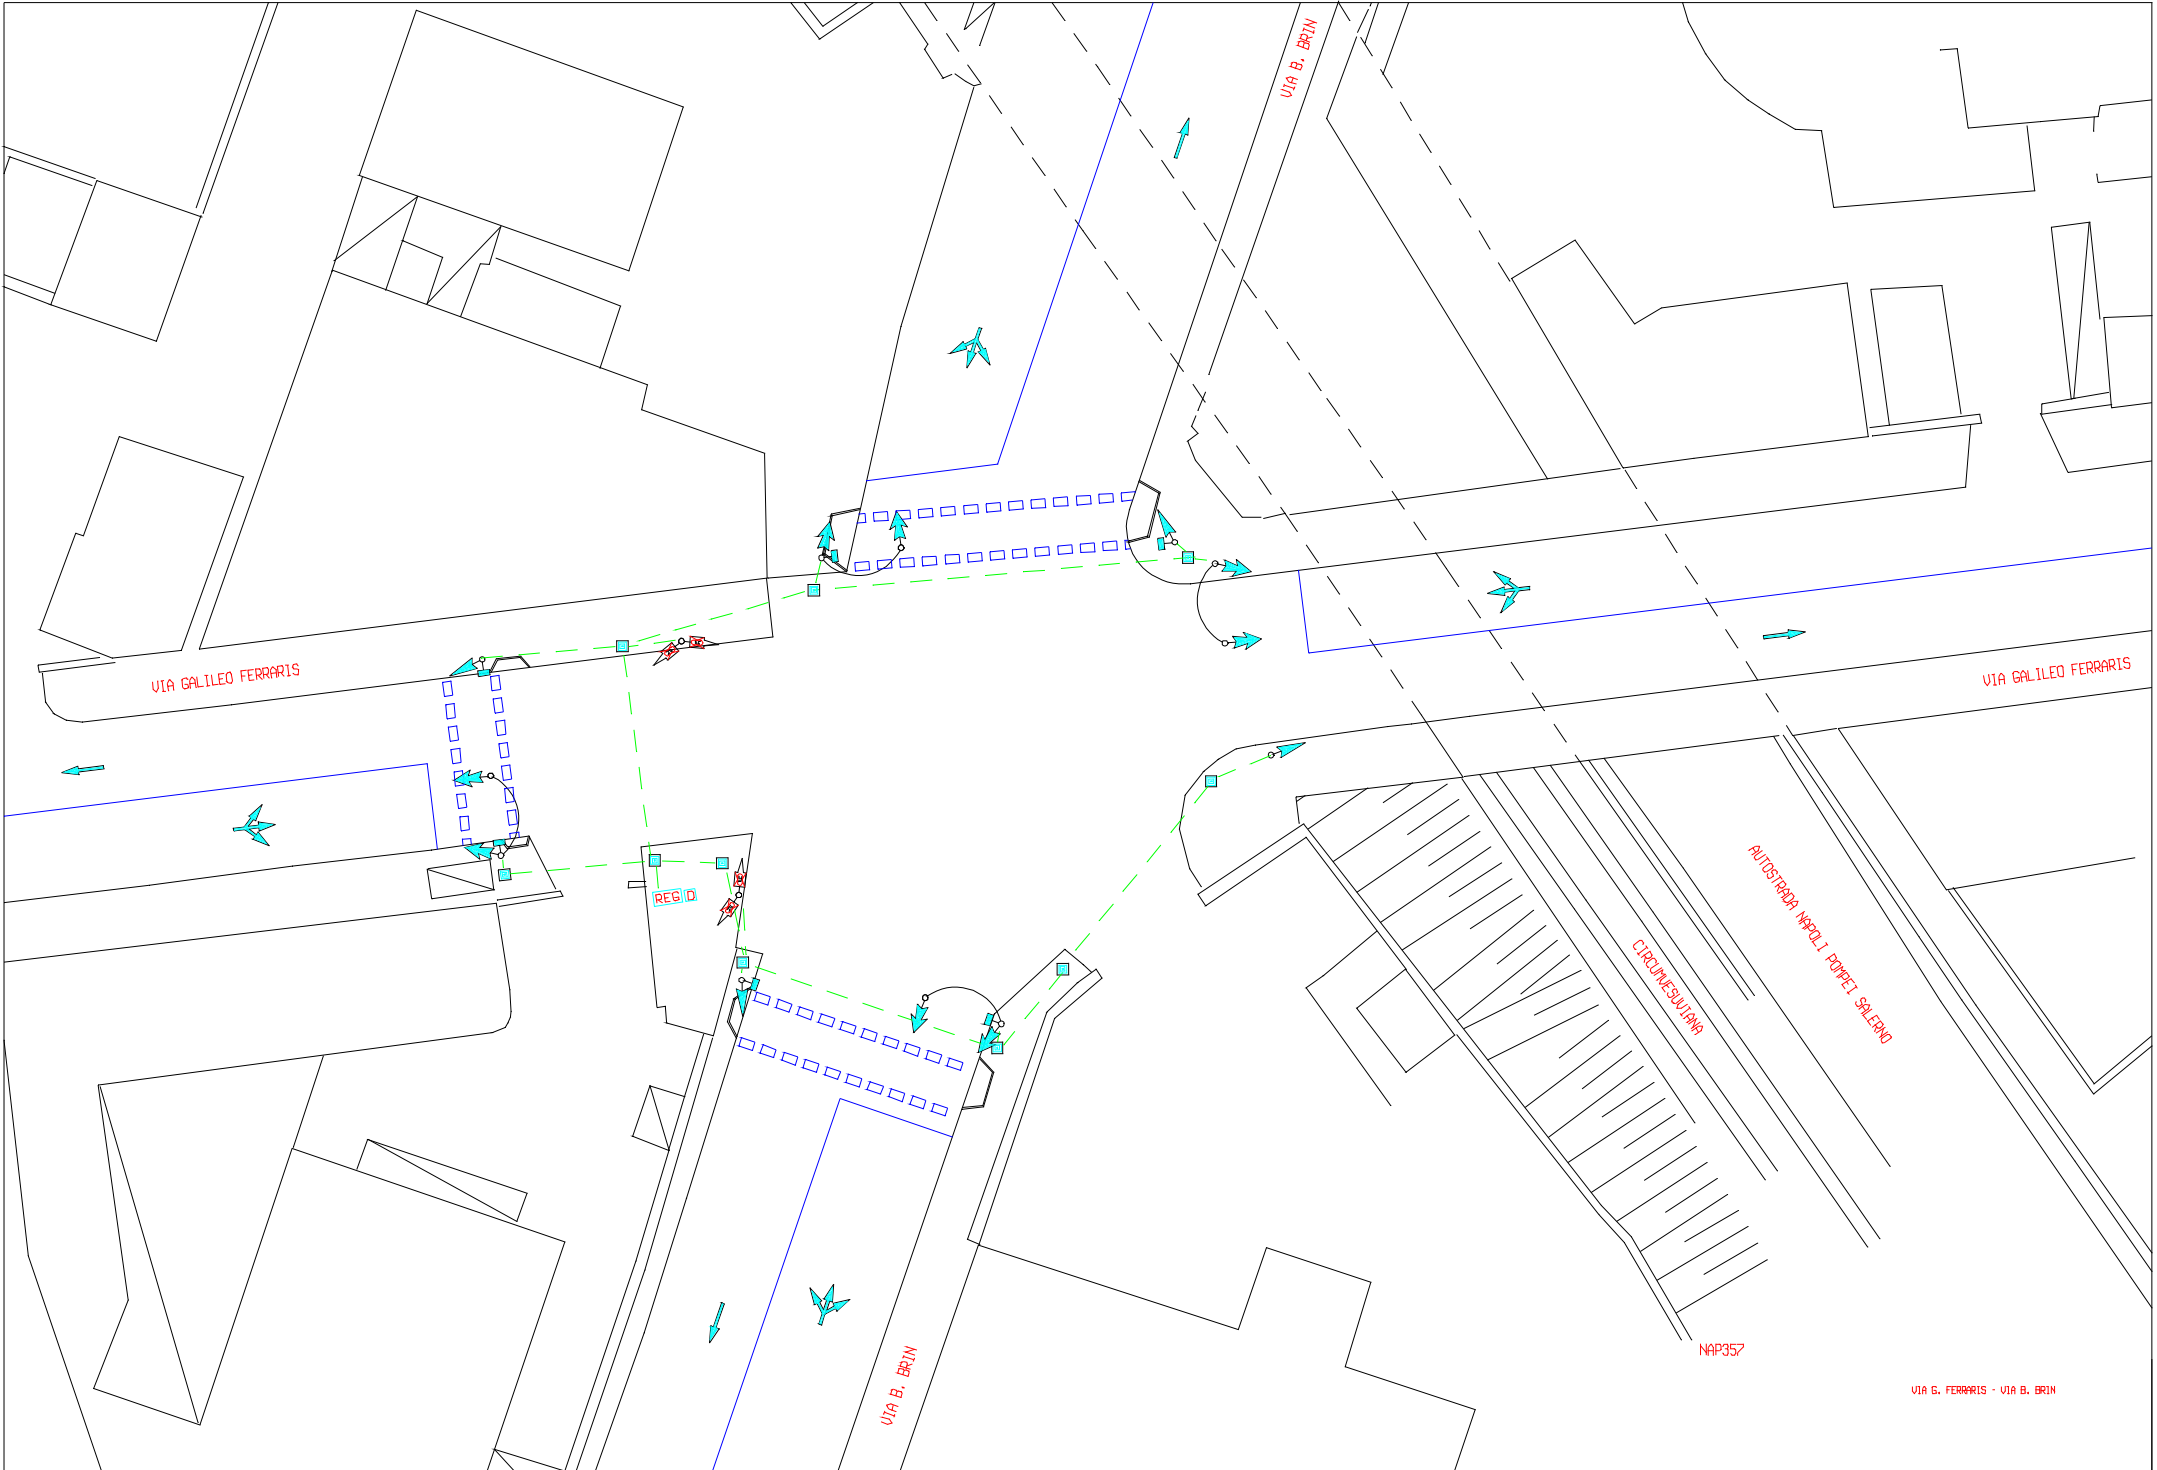 VIA B. BRIN
VIA GALILEO FERRARIS
VIA GALILEO FERRARIS
REG D
AUTOSTRADA NAPOLI POMPEI SALERNO
CIRCUMVESUVIANA
VIA B. BRIN
NAP357
VIA G. FERRARIS - VIA B. BRIN